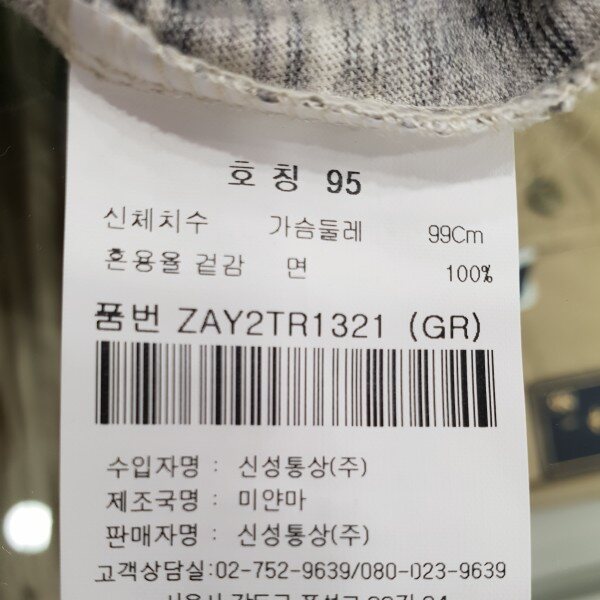 호칭 95
신체치수 가슴둘레 99Cm
혼용율 겉감 면 100%
품번 ZAY2TR1321 (GR)
수입자명 : 신성통상(주)
제조국명 : 미얀마
판매자명 : 신성통상(주)
고객상담실:02-752-9639/080-023-9639